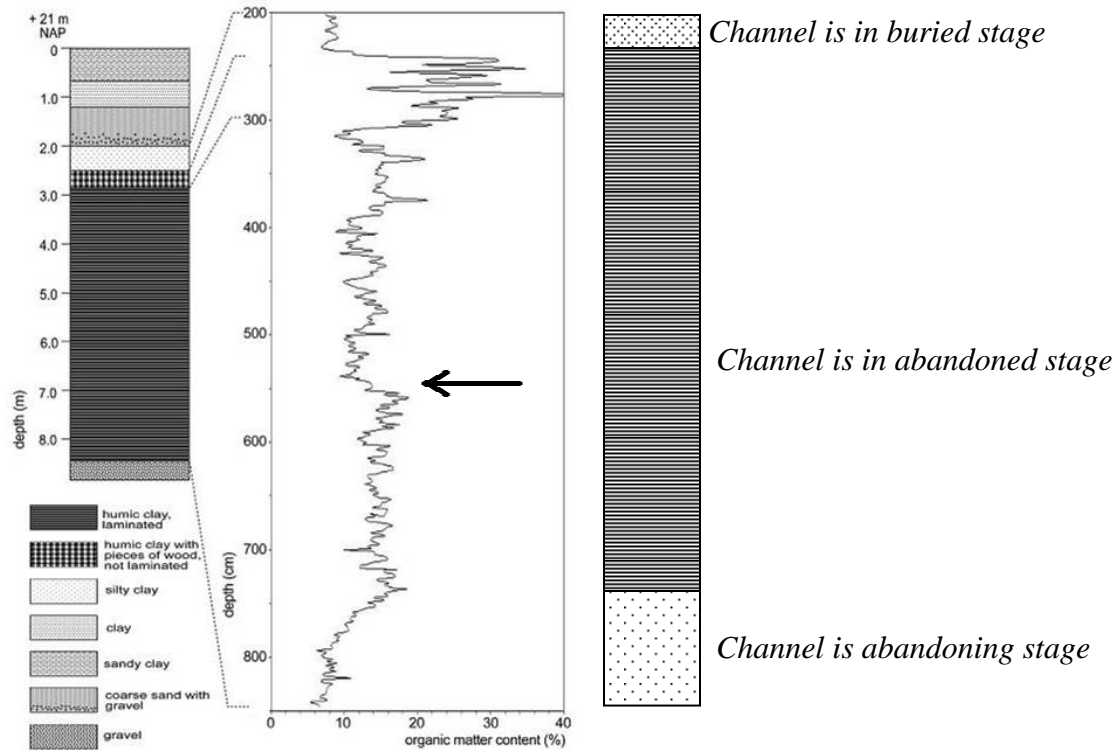 + 21 m
NAP
0
1.0
2.0
3.0
4.0
5.0
6.0
7.0
8.0
depth (m)
humic clay,
laminated
humic clay with
pieces of wood,
not laminated
silty clay
clay
sandy clay
coarse sand with
gravel
gravel
200
300
400
500
600
700
800
depth (cm)
0
10
20
30
40
organic matter content (%)
Channel is in buried stage
Channel is in abandoned stage
Channel is abandoning stage